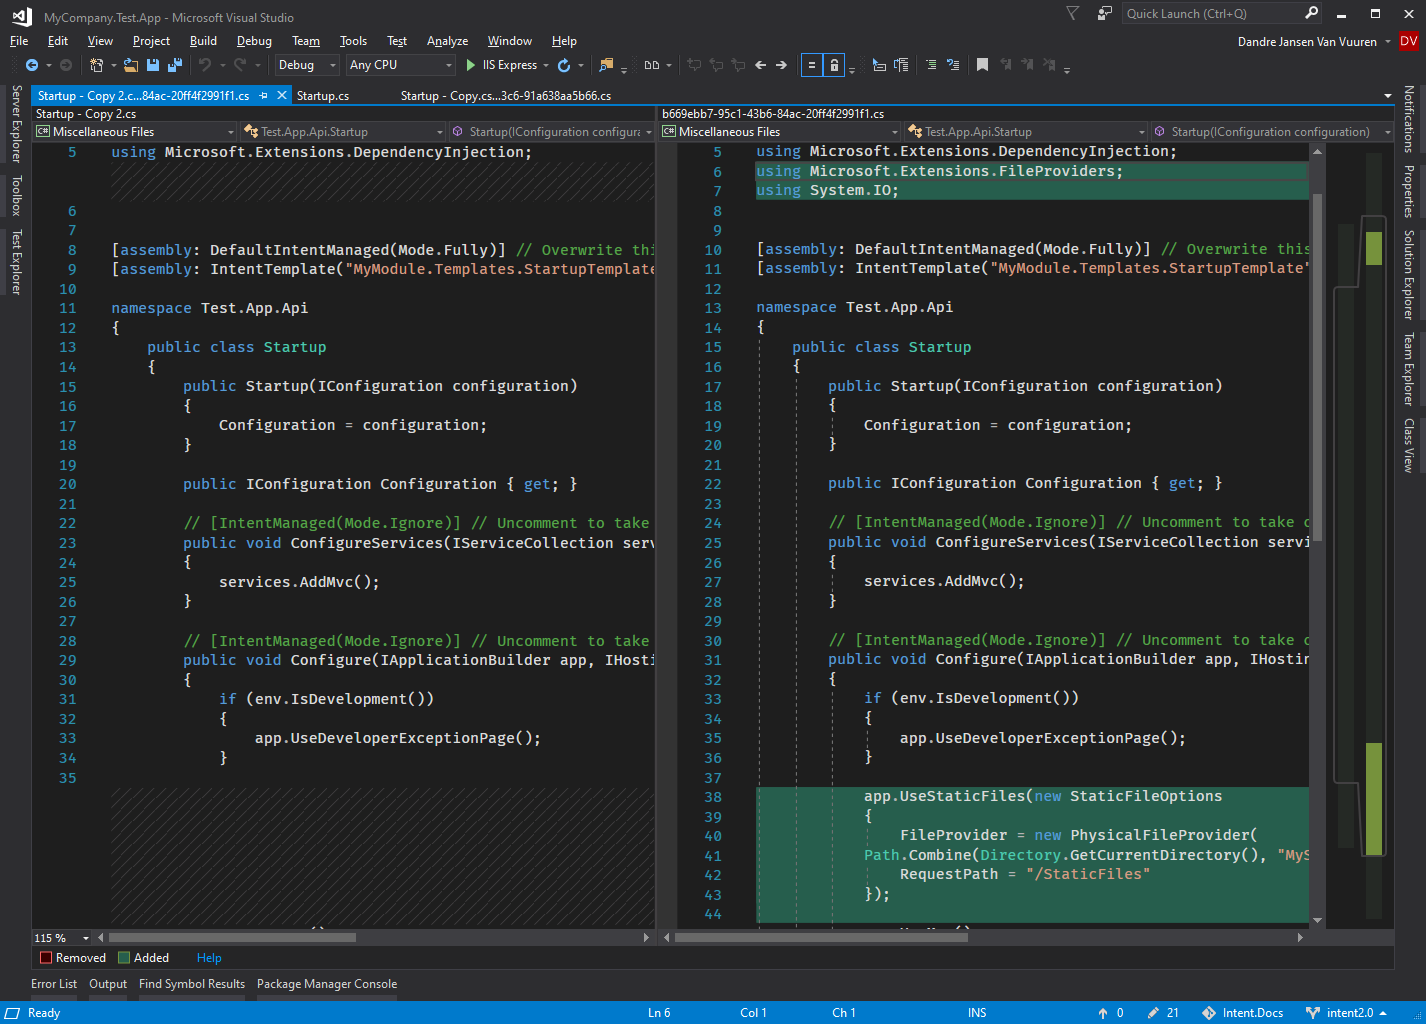 MyCompany.Test.App - Microsoft Visual Studio
Quick Launch (Ctrl+Q)
File Edit View Project Build Debug Team Tools Test Analyze Window Help
Dandre Jansen Van Vuuren DV
Debug Any CPU IIS Express
Server Explorer
Toolbox
Test Explorer
Startup - Copy 2.c...84ac-20ff4f2991f1.cs Startup.cs Startup - Copy.cs...3c6-91a638aa5b66.cs
Startup - Copy 2.cs
C# Miscellaneous Files Test.App.Api.Startup Startup(IConfiguration configura
5 using Microsoft.Extensions.DependencyInjection;
6
7
8 [assembly: DefaultIntentManaged(Mode.Fully)] // Overwrite thi
9 [assembly: IntentTemplate("MyModule.Templates.StartupTemplate
10
11 namespace Test.App.Api
12 {
13 public class Startup
14 {
15 public Startup(IConfiguration configuration)
16 {
17 Configuration = configuration;
18 }
19
20 public IConfiguration Configuration { get; }
21
22 // [IntentManaged(Mode.Ignore)] // Uncomment to take
23 public void ConfigureServices(IServiceCollection serv
24 {
25 services.AddMvc();
26 }
27
28 // [IntentManaged(Mode.Ignore)] // Uncomment to take
29 public void Configure(IApplicationBuilder app, IHosti
30 {
31 if (env.IsDevelopment())
32 {
33 app.UseDeveloperExceptionPage();
34 }
35
115 %
b669ebb7-95c1-43b6-84ac-20ff4f2991f1.cs
C# Miscellaneous Files Test.App.Api.Startup Startup(IConfiguration configuration)
5 using Microsoft.Extensions.DependencyInjection;
6 using Microsoft.Extensions.FileProviders;
7 using System.IO;
8
9
10 [assembly: DefaultIntentManaged(Mode.Fully)] // Overwrite this
11 [assembly: IntentTemplate("MyModule.Templates.StartupTemplate"
12
13 namespace Test.App.Api
14 {
15 public class Startup
16 {
17 public Startup(IConfiguration configuration)
18 {
19 Configuration = configuration;
20 }
21
22 public IConfiguration Configuration { get; }
23
24 // [IntentManaged(Mode.Ignore)] // Uncomment to take o
25 public void ConfigureServices(IServiceCollection servi
26 {
27 services.AddMvc();
28 }
29
30 // [IntentManaged(Mode.Ignore)] // Uncomment to take o
31 public void Configure(IApplicationBuilder app, IHostin
32 {
33 if (env.IsDevelopment())
34 {
35 app.UseDeveloperExceptionPage();
36 }
37
38 app.UseStaticFiles(new StaticFileOptions
39 {
40 FileProvider = new PhysicalFileProvider(
41 Path.Combine(Directory.GetCurrentDirectory(), "MyS
42 RequestPath = "/StaticFiles"
43 });
44
Notifications
Properties
Solution Explorer
Team Explorer
Class View
Removed Added Help
Error List Output Find Symbol Results Package Manager Console
Ready Ln 6 Col 1 Ch 1 INS 0 21 Intent.Docs intent2.0